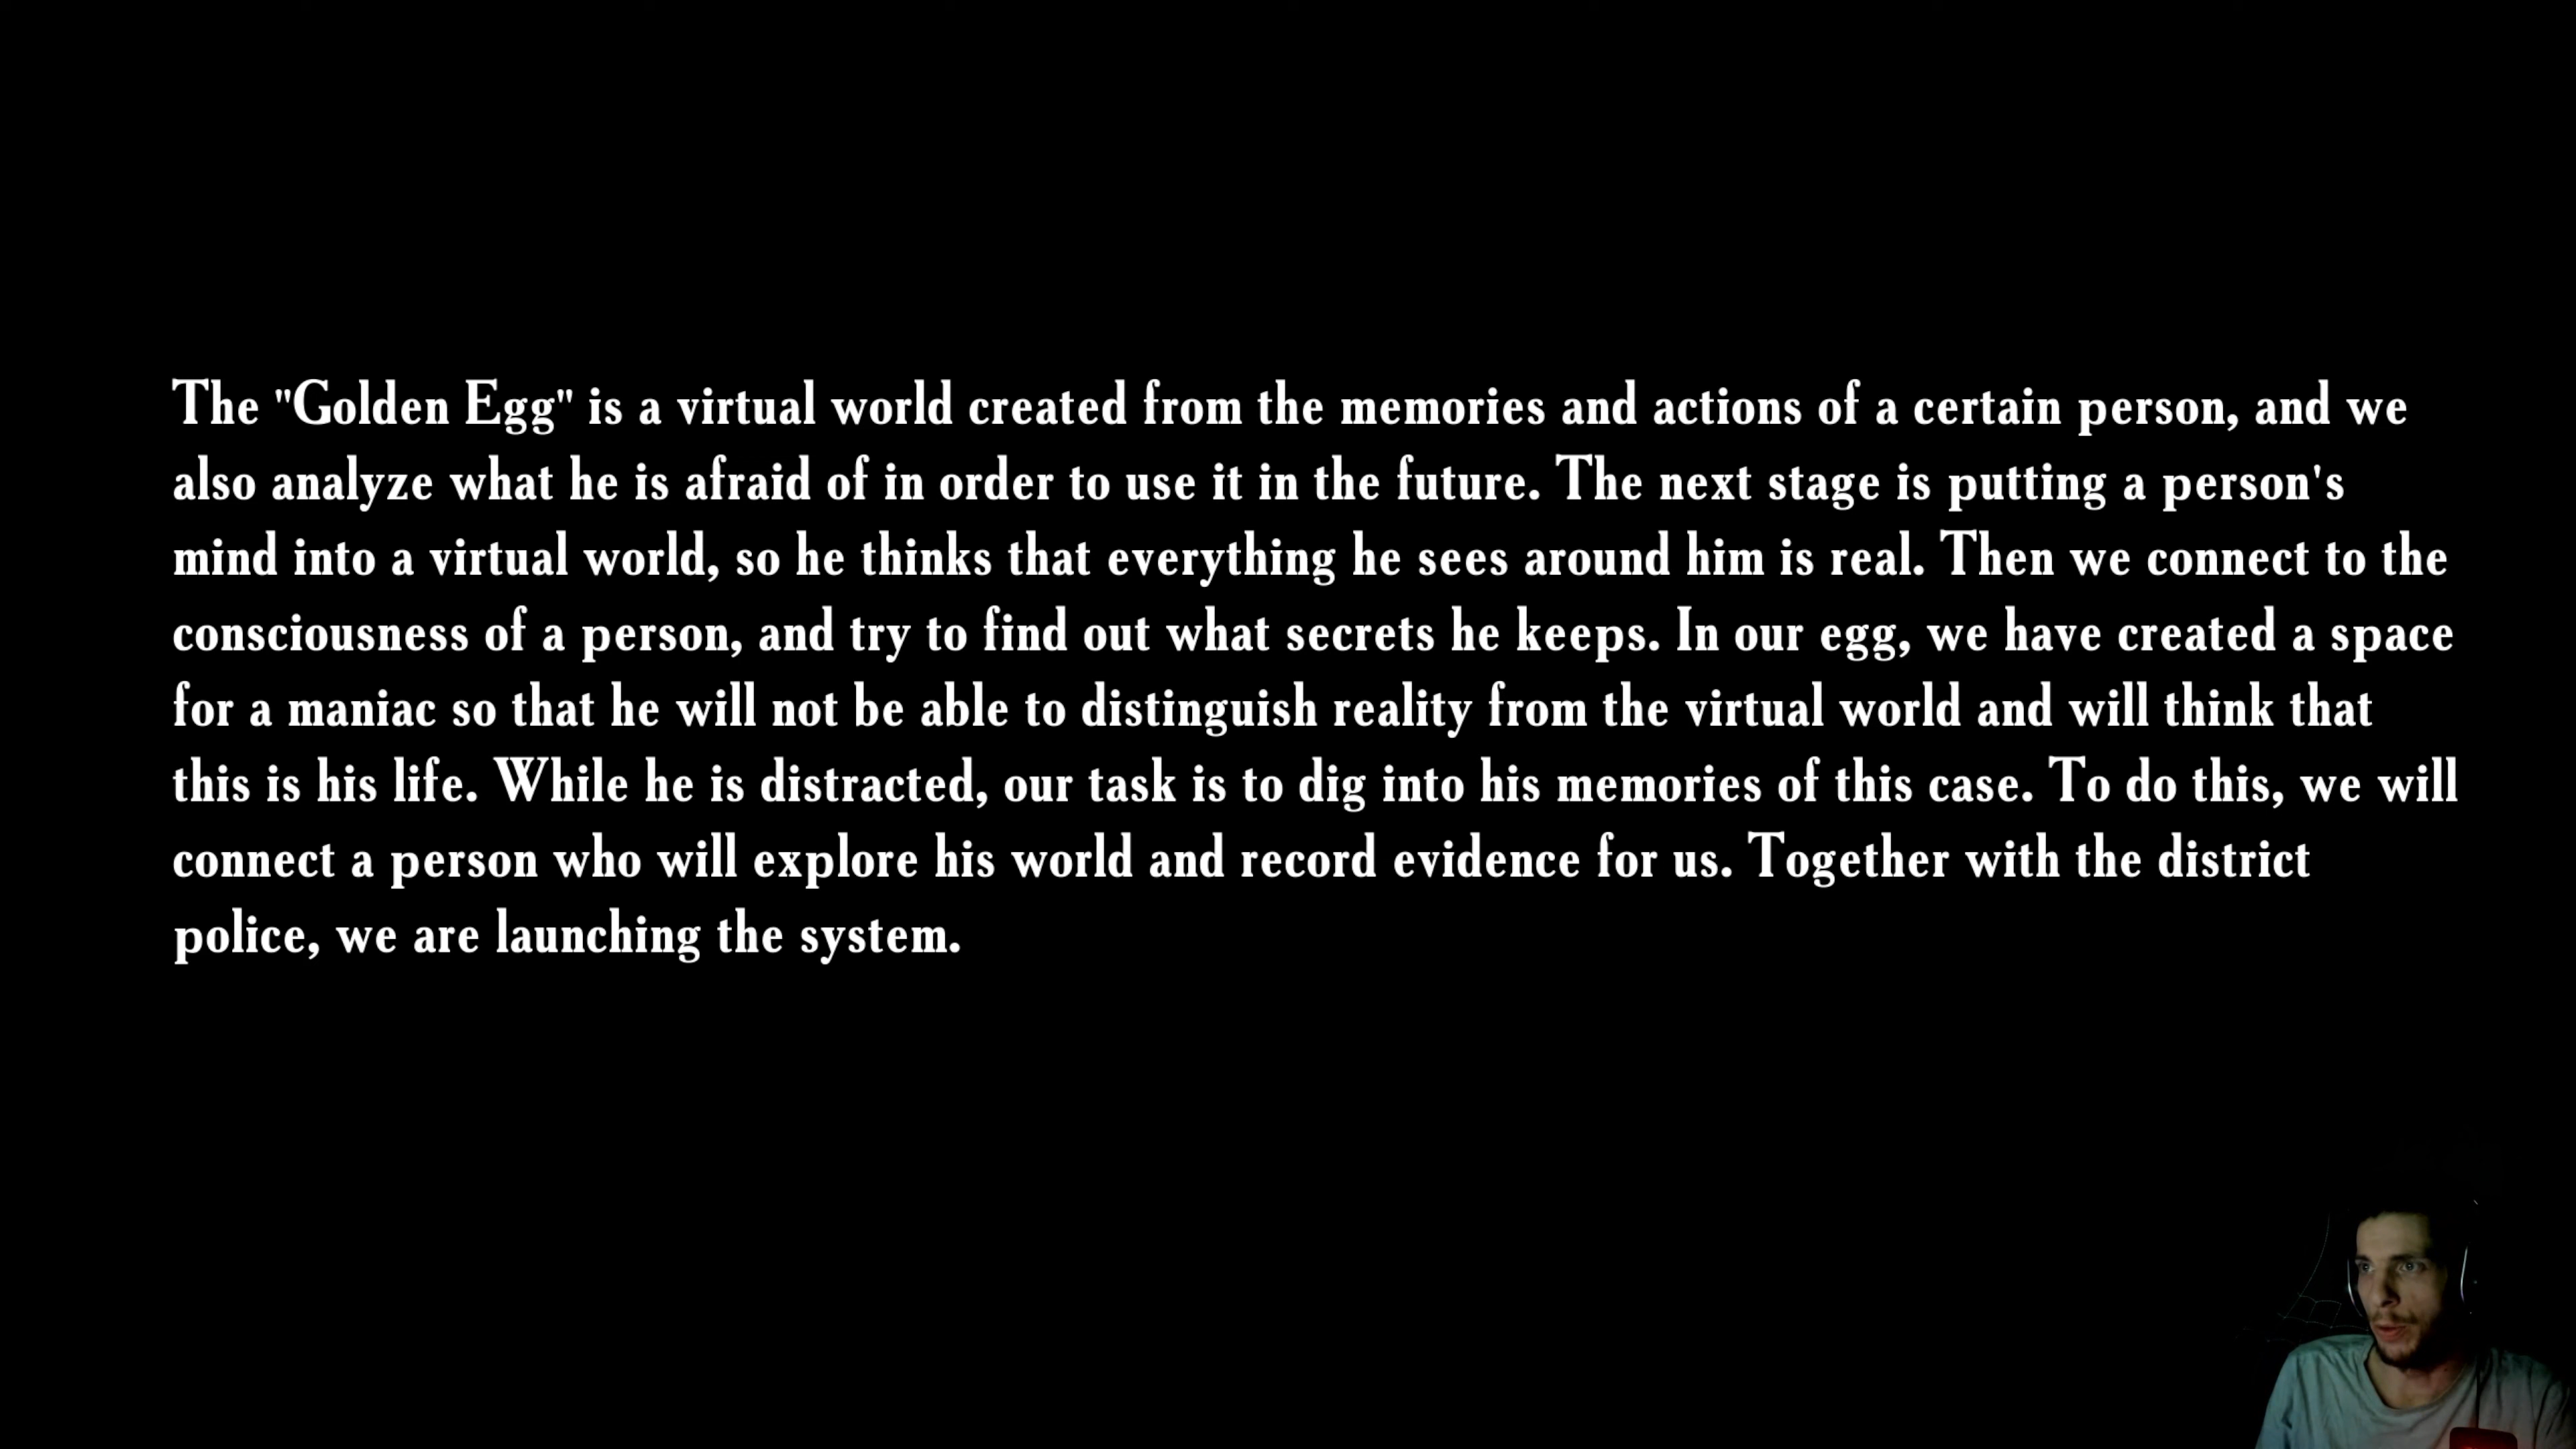 The "Golden Egg" is a virtual world created from the memories and actions of a certain person, and we
also analyze what he is afraid of in order to use it in the future. The next stage is putting a person's
mind into a virtual world, so he thinks that everything he sees around him is real. Then we connect to the
consciousness of a person, and try to find out what secrets he keeps. In our egg, we have created a space
for a maniac so that he will not be able to distinguish reality from the virtual world and will think that
this is his life. While he is distracted, our task is to dig into his memories of this case. To do this, we will
connect a person who will explore his world and record evidence for us. Together with the district
police, we are launching the system.